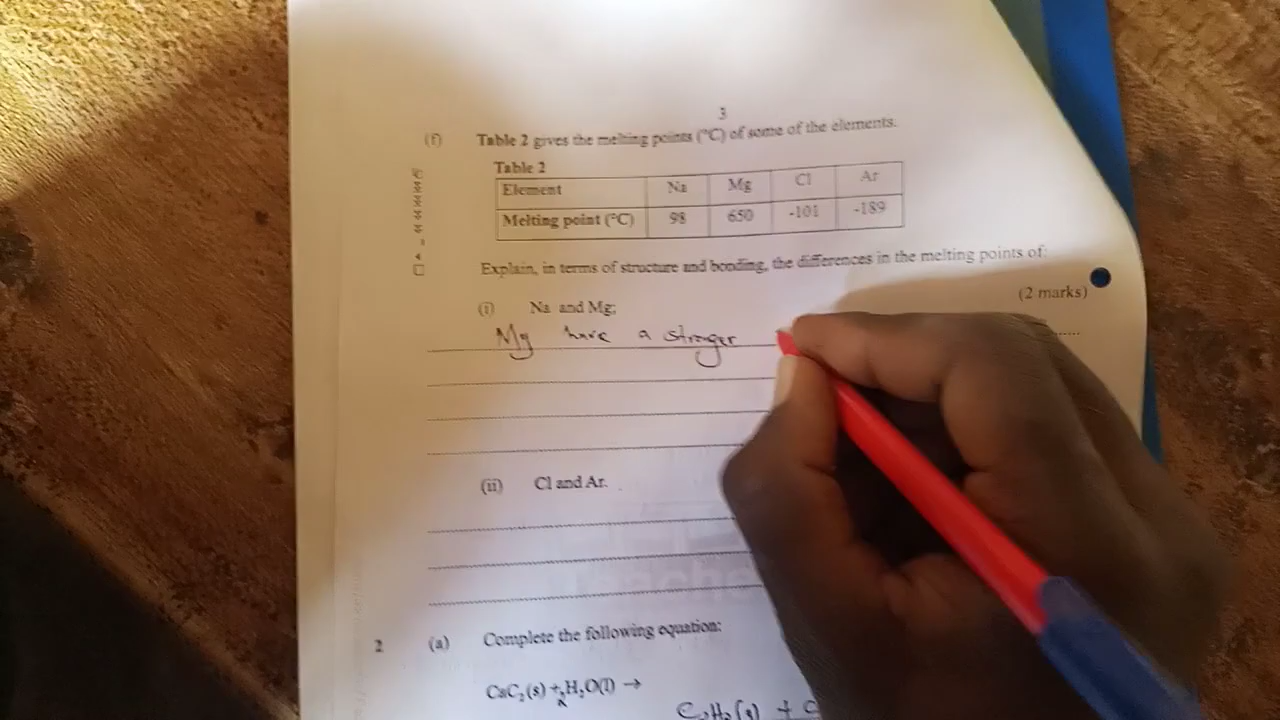 3
(f) Table 2 gives the melting points (°C) of some of the elements.
Table 2
Element Na Mg Cl Ar
Melting point (°C) 98 650 -101 -189
Explain, in terms of structure and bonding, the differences in the melting points of:
(i) Na and Mg; (2 marks)
Mg have a stronger
(ii) Cl and Ar.
2 (a) Complete the following equation:
CaC₂(s) + 2H₂O(l) →
C₂H₂(g) + C